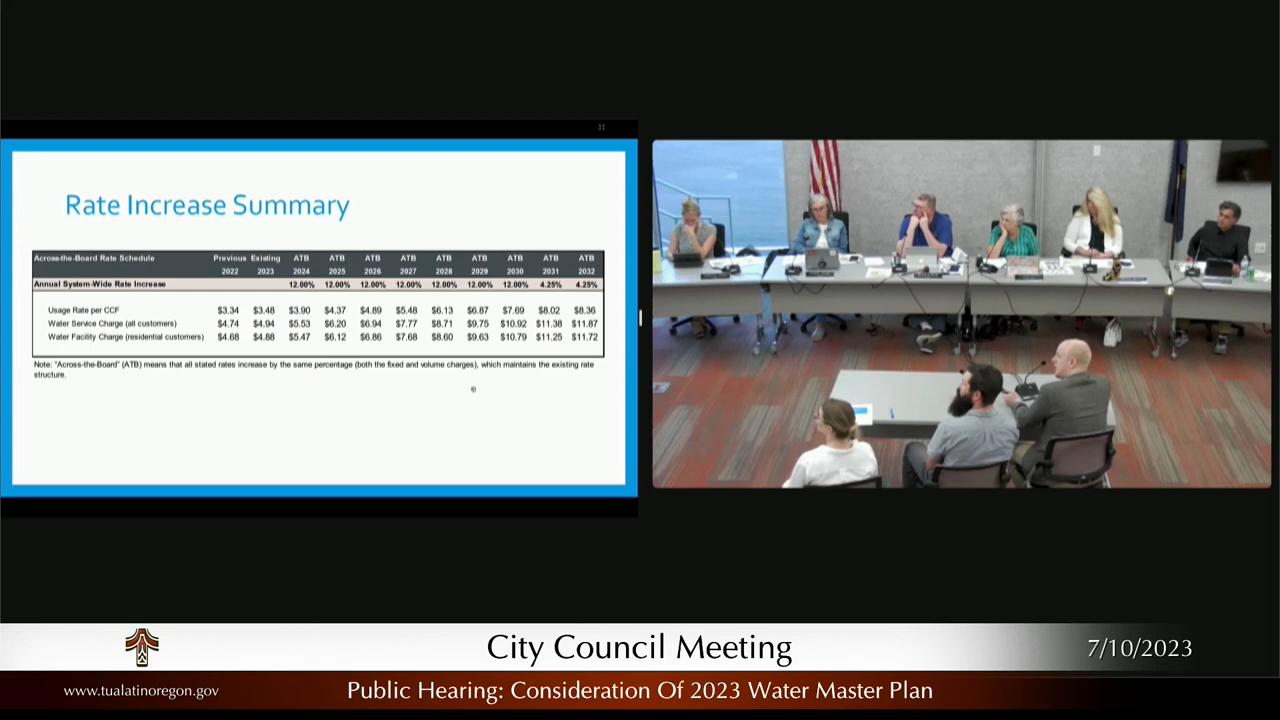 Rate Increase Summary
Across-the-Board Rate Schedule Previous Existing ATB ATB ATB ATB ATB ATB ATB ATB ATB
2022 2023 2024 2025 2026 2027 2028 2029 2030 2031 2032
Annual System-Wide Rate Increase 12.00% 12.00% 12.00% 12.00% 12.00% 12.00% 12.00% 4.25% 4.25%
Usage Rate per CCF $3.34 $3.48 $3.90 $4.37 $4.89 $5.48 $6.13 $6.87 $7.69 $8.02 $8.36
Water Service Charge (all customers) $4.74 $4.94 $5.53 $6.20 $6.94 $7.77 $8.71 $9.75 $10.92 $11.38 $11.87
Water Facility Charge (residential customers) $4.68 $4.88 $5.47 $6.12 $6.86 $7.68 $8.60 $9.63 $10.79 $11.25 $11.72
Note: "Across-the-Board" (ATB) means that all stated rates increase by the same percentage (both the fixed and volume charges), which maintains the existing rate
structure.
City Council Meeting
7/10/2023
www.tualatinoregon.gov
Public Hearing: Consideration Of 2023 Water Master Plan